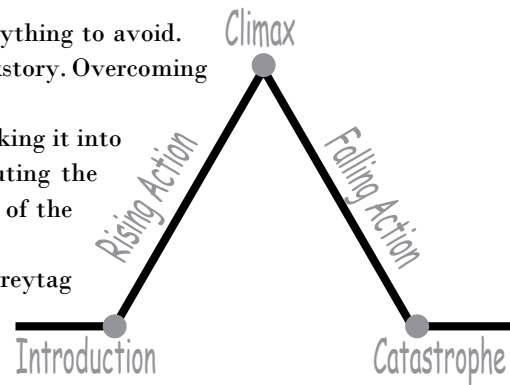 ything to avoid.
kstory. Overcoming
king it into
uting the
of the
reytag
Climax
Rising Action
Falling Action
Introduction
Catastrophe